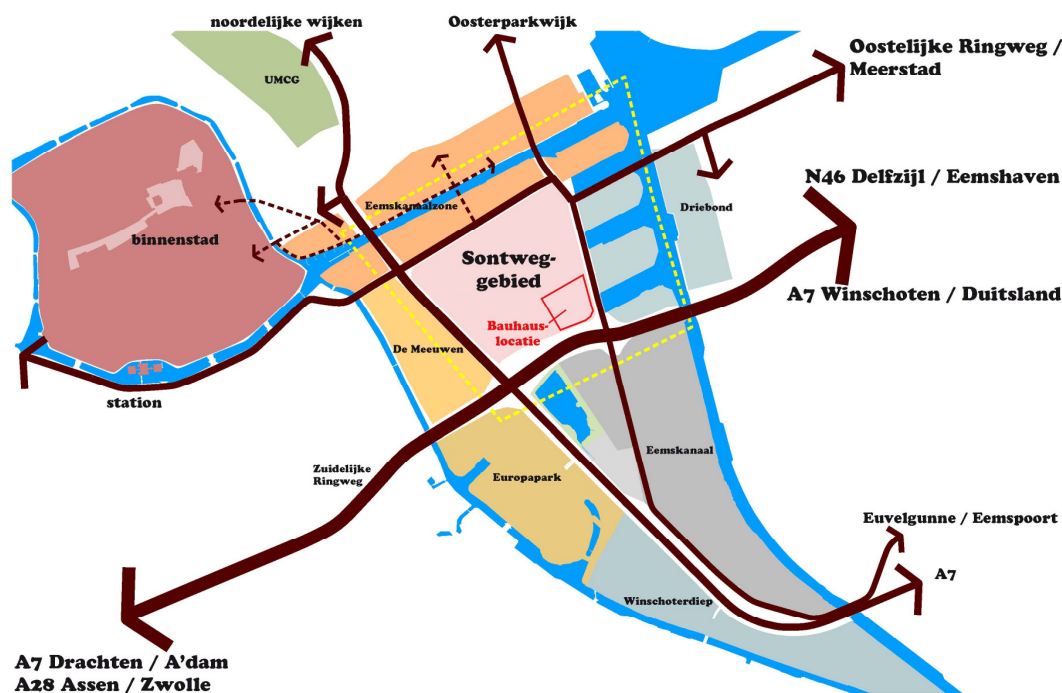 noordelijke wijken
Oosterparkwijk
Oostelijke Ringweg /
Meerstad
UMCG
N46 Delfzijl / Eemshaven
Eemskanaalzone
Driebond
binnenstad
Sontweg-
gebied
A7 Winschoten / Duitsland
Bauhaus-
locatie
De Meeuwen
station
Eemskanaal
Zuidelijke
Ringweg
Europapark
Euvelgunne / Eemspoort
A7
Winschoterdiep
A7 Drachten / A'dam
A28 Assen / Zwolle